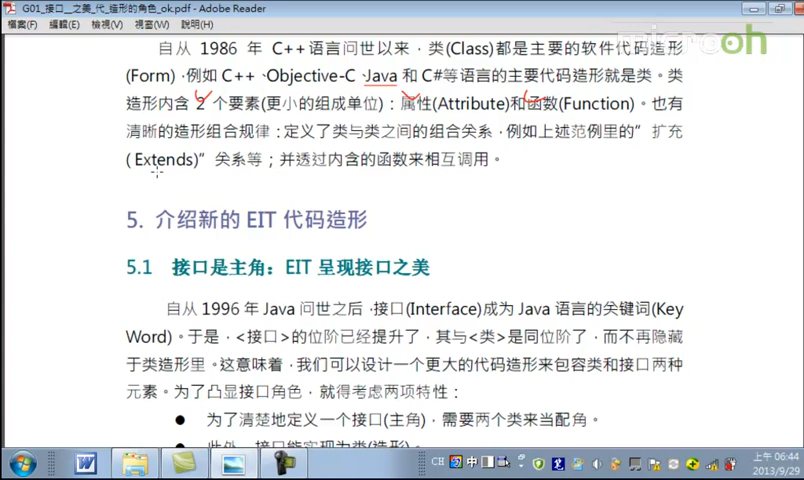 G01_接口__之美_代_造形的角色_ok.pdf - Adobe Reader
檔案(F) 編輯(E) 檢視(V) 視窗(W) 說明(H)
microoh
自从 1986 年 C++语言问世以来，类(Class)都是主要的软件代码造形
(Form)，例如 C++、Objective-C、Java 和 C#等语言的主要代码造形就是类。类
造形内含 2 个要素(更小的组成单位)：属性(Attribute)和函数(Function)。也有
清晰的造形组合规律：定义了类与类之间的组合关系，例如上述范例里的”扩充
(Extends)”关系等；并透过内含的函数来相互调用。
5. 介绍新的 EIT 代码造形
5.1 接口是主角：EIT 呈现接口之美
自从 1996 年 Java 问世之后，接口(Interface)成为 Java 语言的关键词(Key
Word)。于是，<接口>的位阶已经提升了，其与<类>是同位阶了，而不再隐藏
于类造形里。这意味着，我们可以设计一个更大的代码造形来包容类和接口两种
元素。为了凸显接口角色，就得考虑两项特性：
● 为了清楚地定义一个接口(主角)，需要两个类来当配角。
● 此外，接口能实现为类(造形)。
CH 中
上午 06:44
2013/9/29